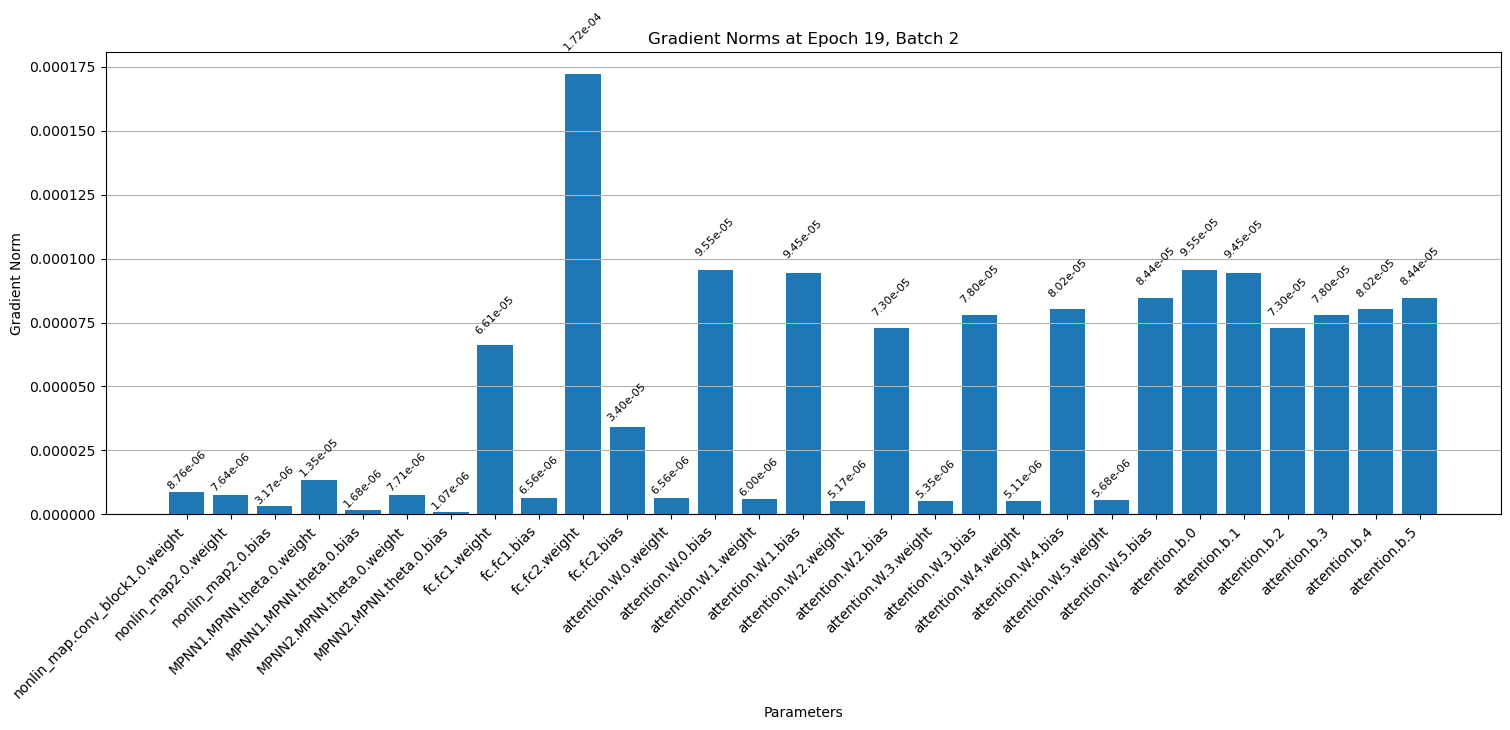 Gradient Norms at Epoch 19, Batch 2
Gradient Norm
0.000175
0.000150
0.000125
0.000100
0.000075
0.000050
0.000025
0.000000
8.76e-06
7.64e-06
3.17e-06
1.35e-05
1.68e-06
7.71e-06
1.07e-06
6.61e-05
6.56e-06
1.72e-04
3.40e-05
6.56e-06
9.55e-05
6.00e-06
9.45e-05
5.17e-06
7.30e-05
5.35e-06
7.80e-05
5.11e-06
8.02e-05
5.68e-06
8.44e-05
9.55e-05
9.45e-05
7.30e-05
7.80e-05
8.02e-05
8.44e-05
nonlin_map.conv_block1.0.weight
nonlin_map2.0.weight
nonlin_map2.0.bias
MPNN1.MPNN.theta.0.weight
MPNN1.MPNN.theta.0.bias
MPNN2.MPNN.theta.0.weight
MPNN2.MPNN.theta.0.bias
fc.fc1.weight
fc.fc1.bias
fc.fc2.weight
fc.fc2.bias
attention.W.0.weight
attention.W.0.bias
attention.W.1.weight
attention.W.1.bias
attention.W.2.weight
attention.W.2.bias
attention.W.3.weight
attention.W.3.bias
attention.W.4.weight
attention.W.4.bias
attention.W.5.weight
attention.W.5.bias
attention.b.0
attention.b.1
attention.b.2
attention.b.3
attention.b.4
attention.b.5
Parameters